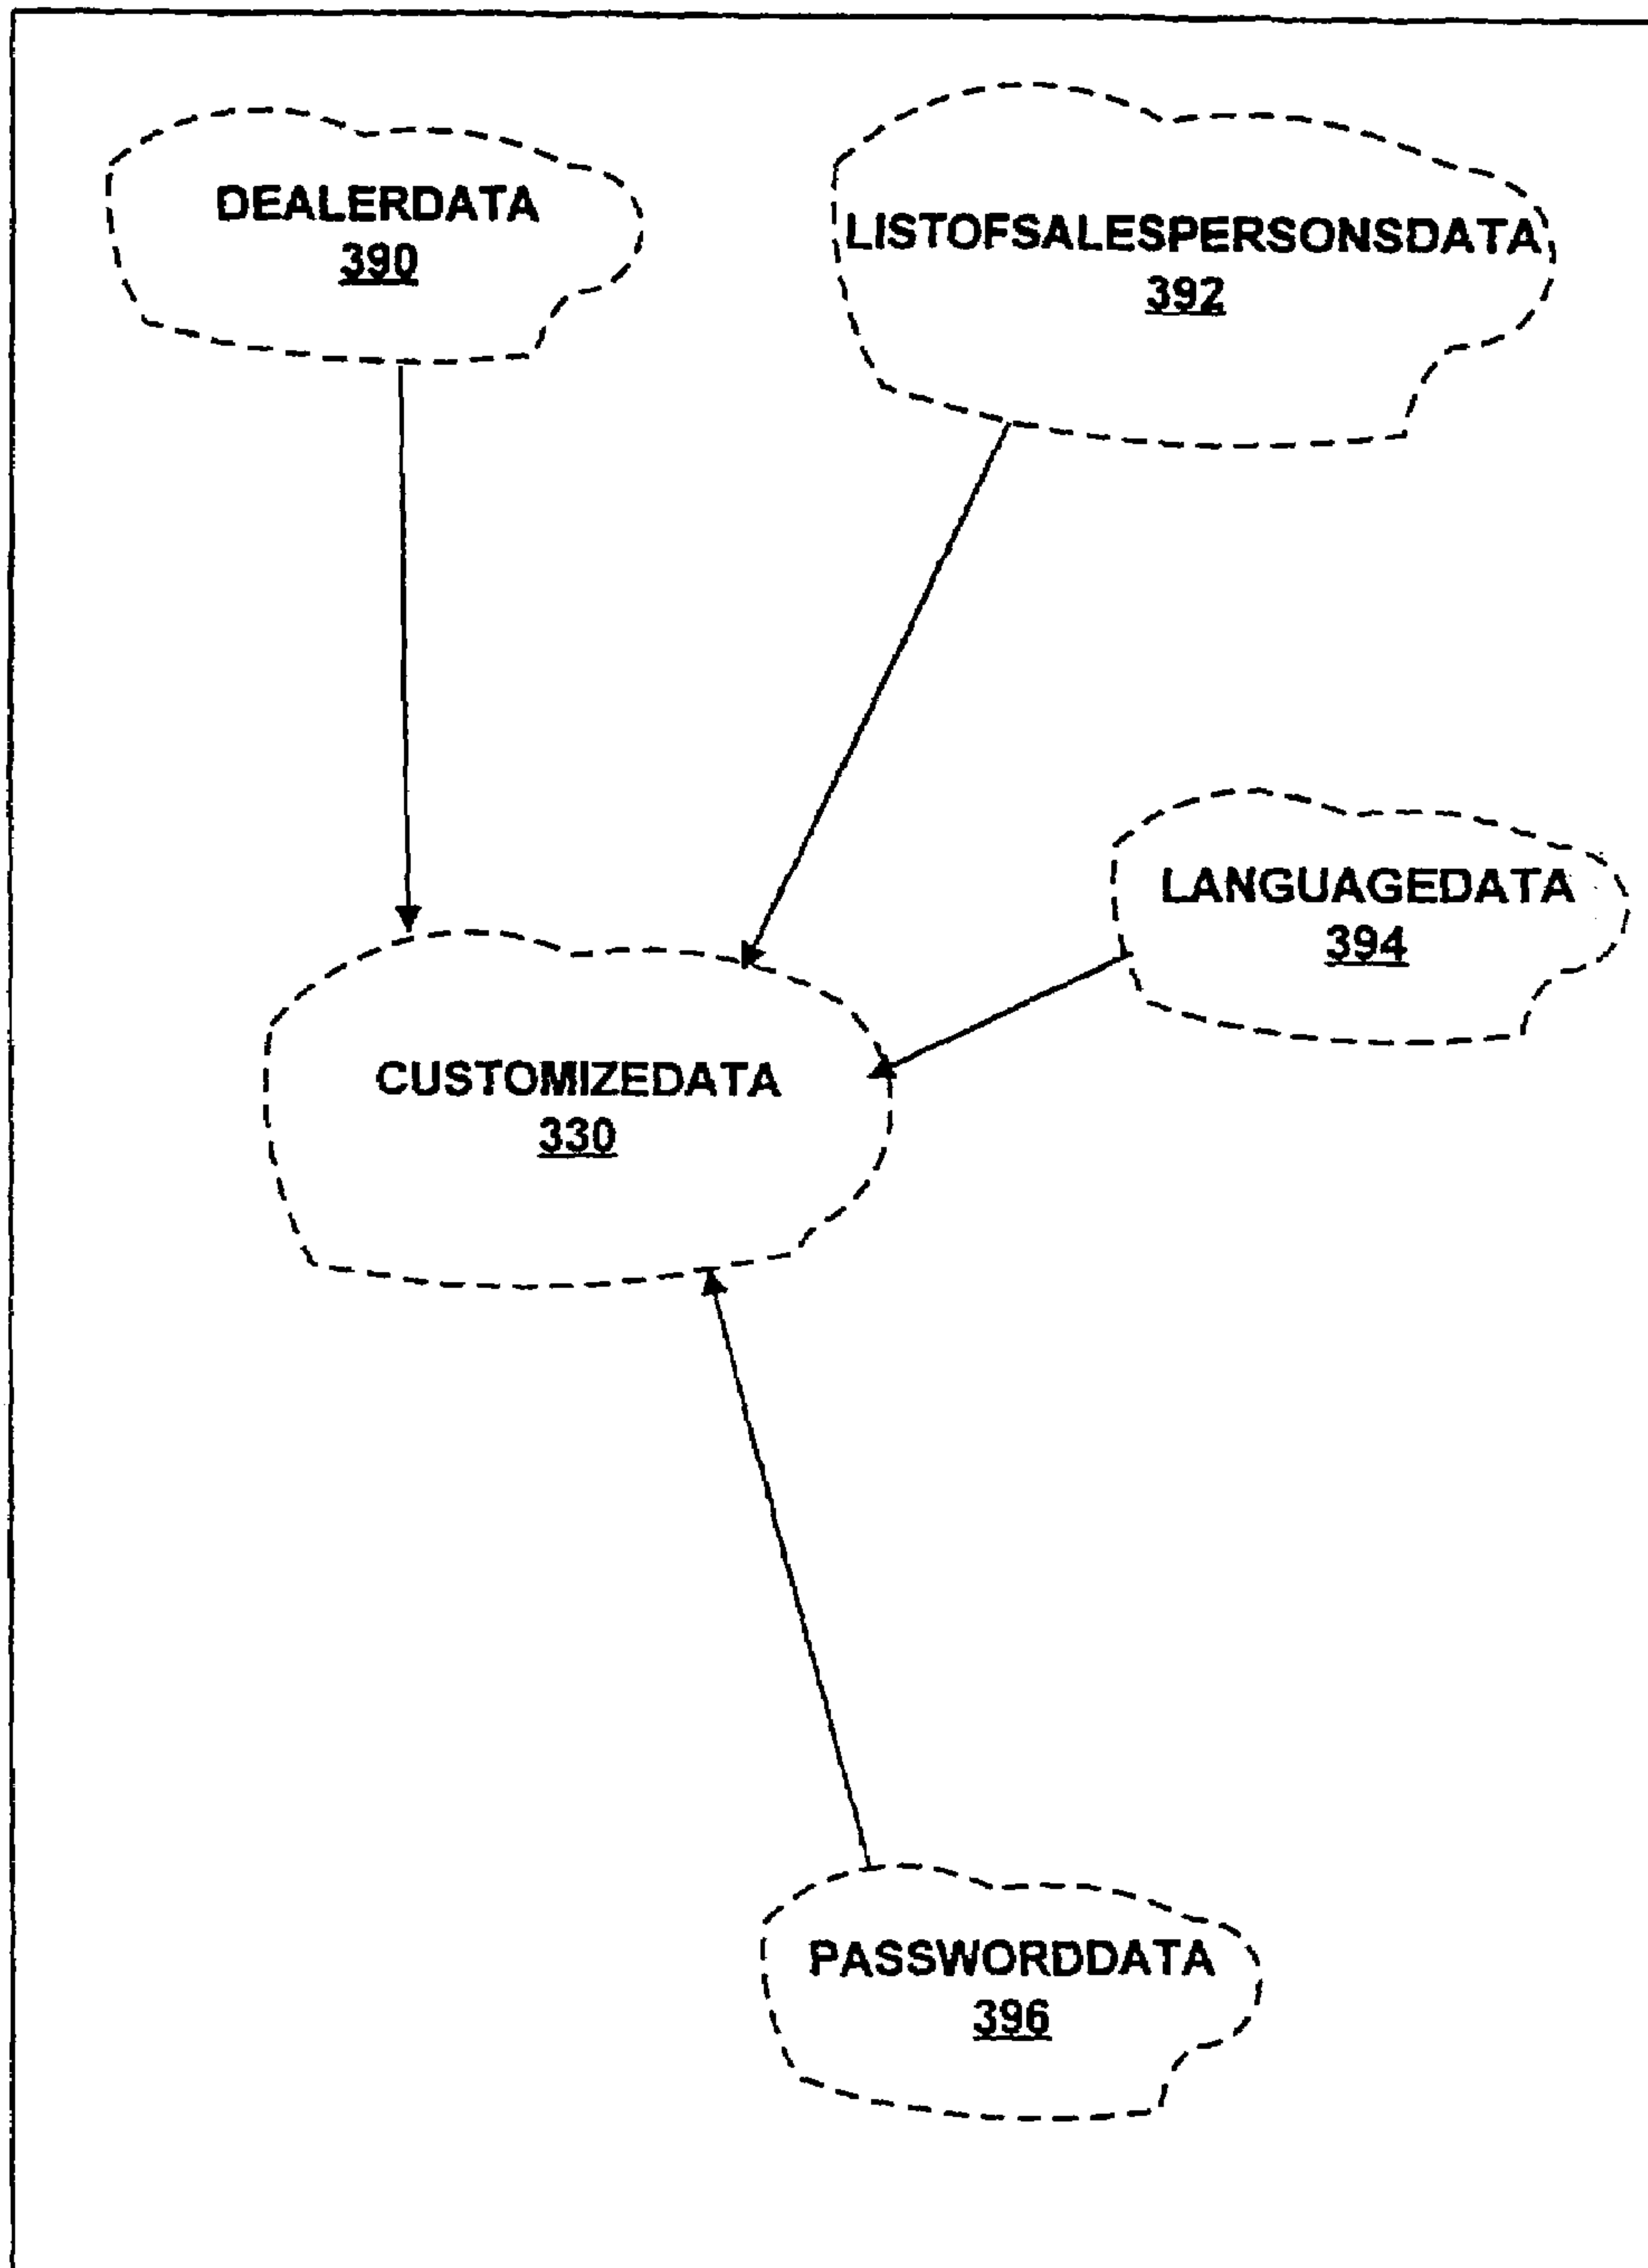 DEALERDATA
390
LISTOFSALESPERSONSDATA
392
LANGUAGEDATA
394
CUSTOMIZEDATA
330
PASSWORDDATA
396